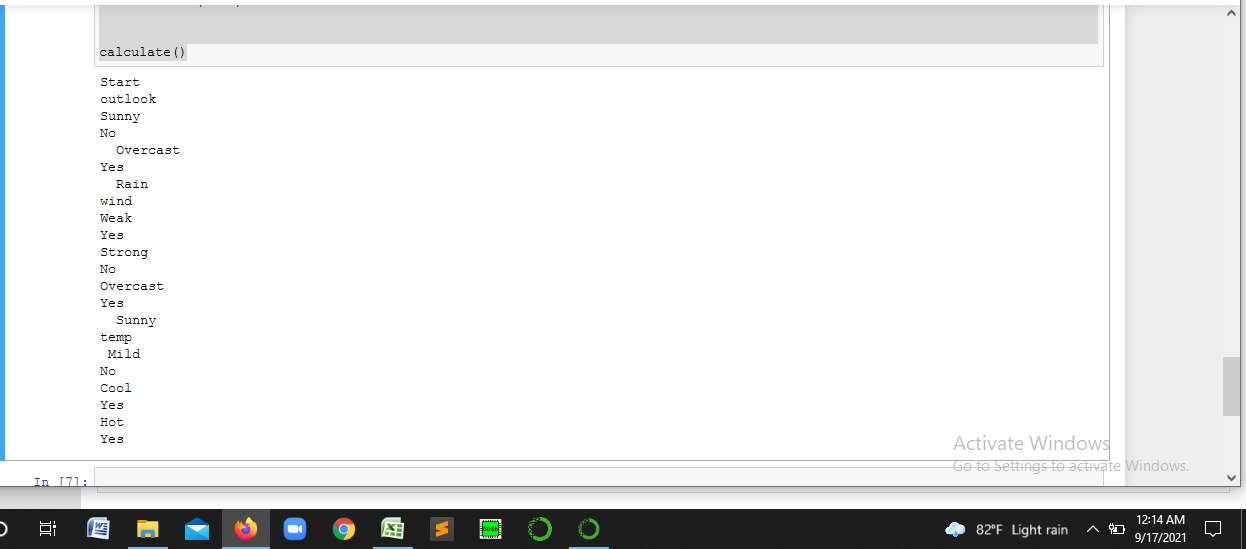 calculate()
Start
outlook
Sunny
No
Overcast
Yes
Rain
wind
Weak
Yes
Strong
No
Overcast
Yes
Sunny
temp
Mild
No
Cool
Yes
Hot
Yes
Activate Windows
Go to Settings to activate Windows.
In [7]:
82°F Light rain
12:14 AM
9/17/2021